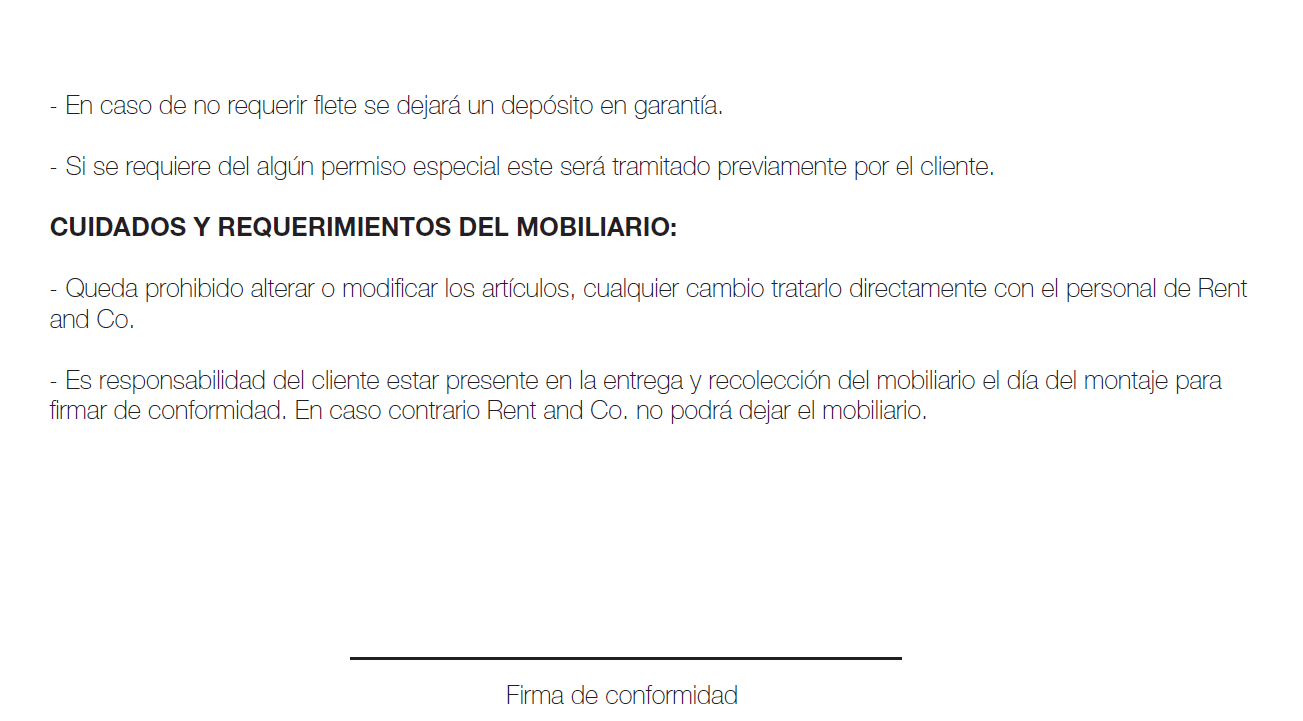 - En caso de no requerir flete se dejará un depósito en garantía.
- Si se requiere del algún permiso especial este será tramitado previamente por el cliente.
CUIDADOS Y REQUERIMIENTOS DEL MOBILIARIO:
- Queda prohibido alterar o modificar los artículos, cualquier cambio tratarlo directamente con el personal de Rent
and Co.
- Es responsabilidad del cliente estar presente en la entrega y recolección del mobiliario el día del montaje para
firmar de conformidad. En caso contrario Rent and Co. no podrá dejar el mobiliario.
Firma de conformidad